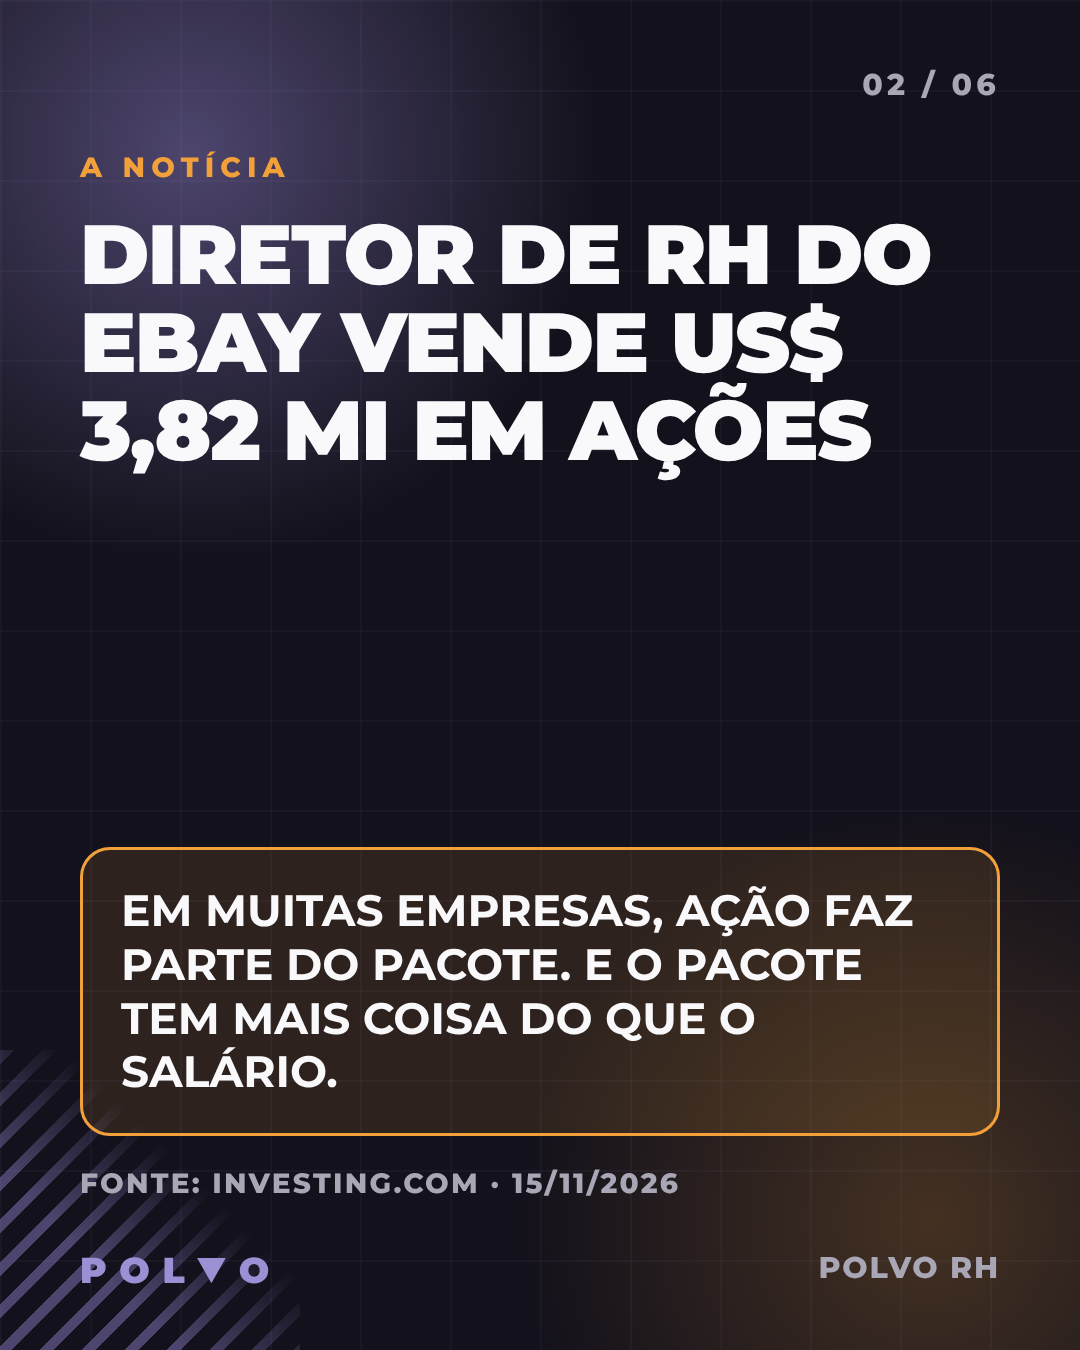 02 / 06
A NOTÍCIA
DIRETOR DE RH DO
EBAY VENDE US$
3,82 MI EM AÇÕES
EM MUITAS EMPRESAS, AÇÃO FAZ
PARTE DO PACOTE. E O PACOTE
TEM MAIS COISA DO QUE O
SALÁRIO.
FONTE: INVESTING.COM · 15/11/2026
POLVO
POLVO RH